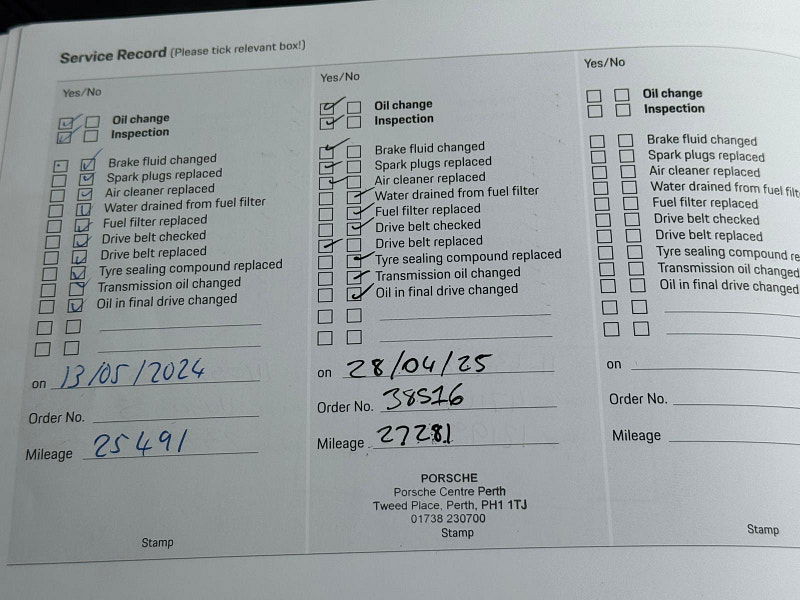 Service Record (Please tick relevant box!)
Yes/No
Oil change
Inspection
Brake fluid changed
Spark plugs replaced
Air cleaner replaced
Water drained from fuel filter
Fuel filter replaced
Drive belt checked
Drive belt replaced
Tyre sealing compound replaced
Transmission oil changed
Oil in final drive changed
on 13/05/2024
Order No.
Mileage 25491
Stamp
Yes/No
Oil change
Inspection
Brake fluid changed
Spark plugs replaced
Air cleaner replaced
Water drained from fuel filter
Fuel filter replaced
Drive belt checked
Drive belt replaced
Tyre sealing compound replaced
Transmission oil changed
Oil in final drive changed
on 28/04/25
Order No. 38516
Mileage 27281
PORSCHE
Porsche Centre Perth
Tweed Place, Perth, PH1 1TJ
01738 230700
Stamp
Yes/No
Oil change
Inspection
Brake fluid changed
Spark plugs replaced
Air cleaner replaced
Water drained from fuel filt
Fuel filter replaced
Drive belt checked
Drive belt replaced
Tyre sealing compound re
Transmission oil changed
Oil in final drive changed
on
Order No.
Mileage
Stamp